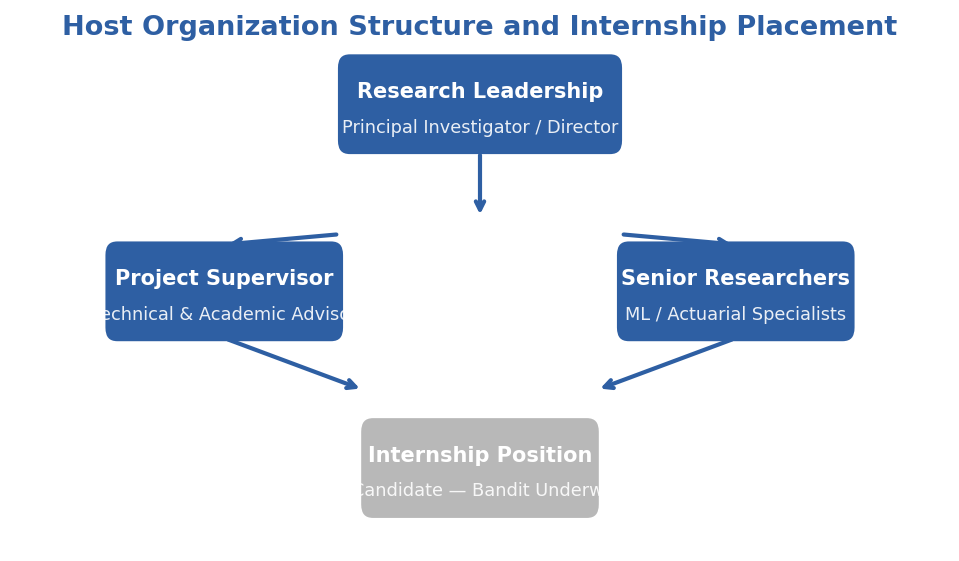 Host Organization Structure and Internship Placement
Research Leadership
Principal Investigator / Director
Project Supervisor
Senior Researchers
echnical & Academic Adviso
ML / Actuarial Specialists
Internship Position
Candidate — Bandit Underw